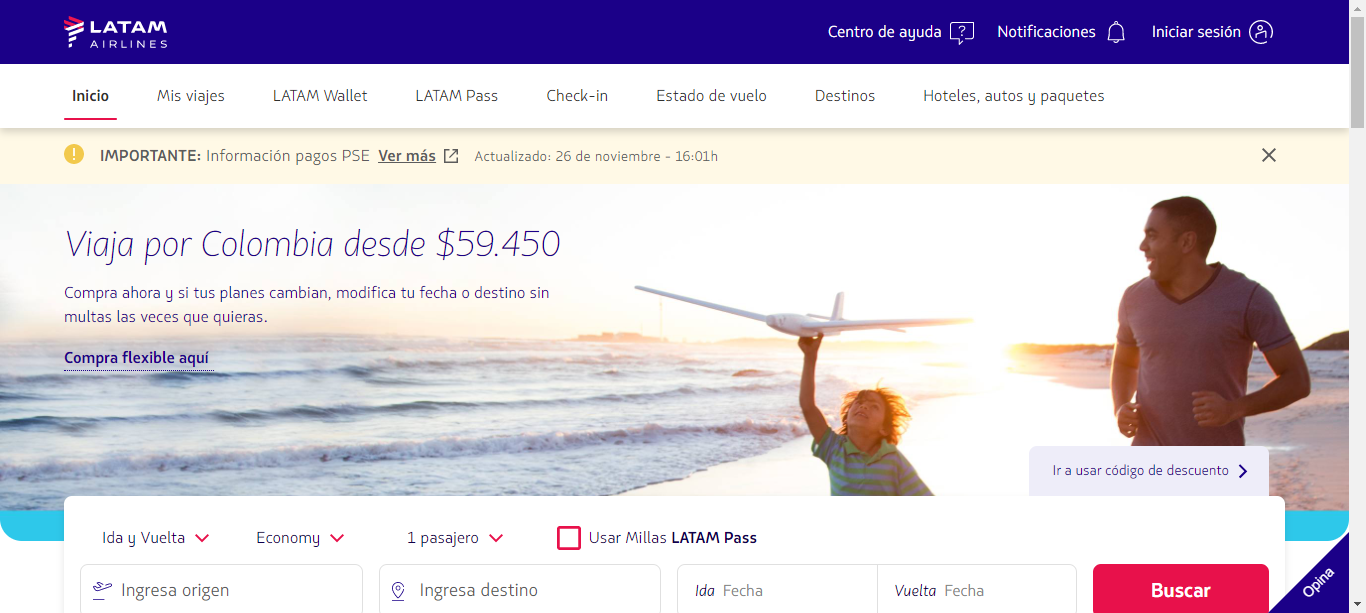 LATAM
AIRLINES
Centro de ayuda
Notificaciones
Iniciar sesión
Inicio
Mis viajes
LATAM Wallet
LATAM Pass
Check-in
Estado de vuelo
Destinos
Hoteles, autos y paquetes
IMPORTANTE: Información pagos PSE Ver más Actualizado: 26 de noviembre - 16:01h
Viaja por Colombia desde $59.450
Compra ahora y si tus planes cambian, modifica tu fecha o destino sin
multas las veces que quieras.
Compra flexible aquí
Ir a usar código de descuento
Ida y Vuelta
Economy
1 pasajero
Usar Millas LATAM Pass
Ingresa origen
Ingresa destino
Ida Fecha
Vuelta Fecha
Buscar
Opina